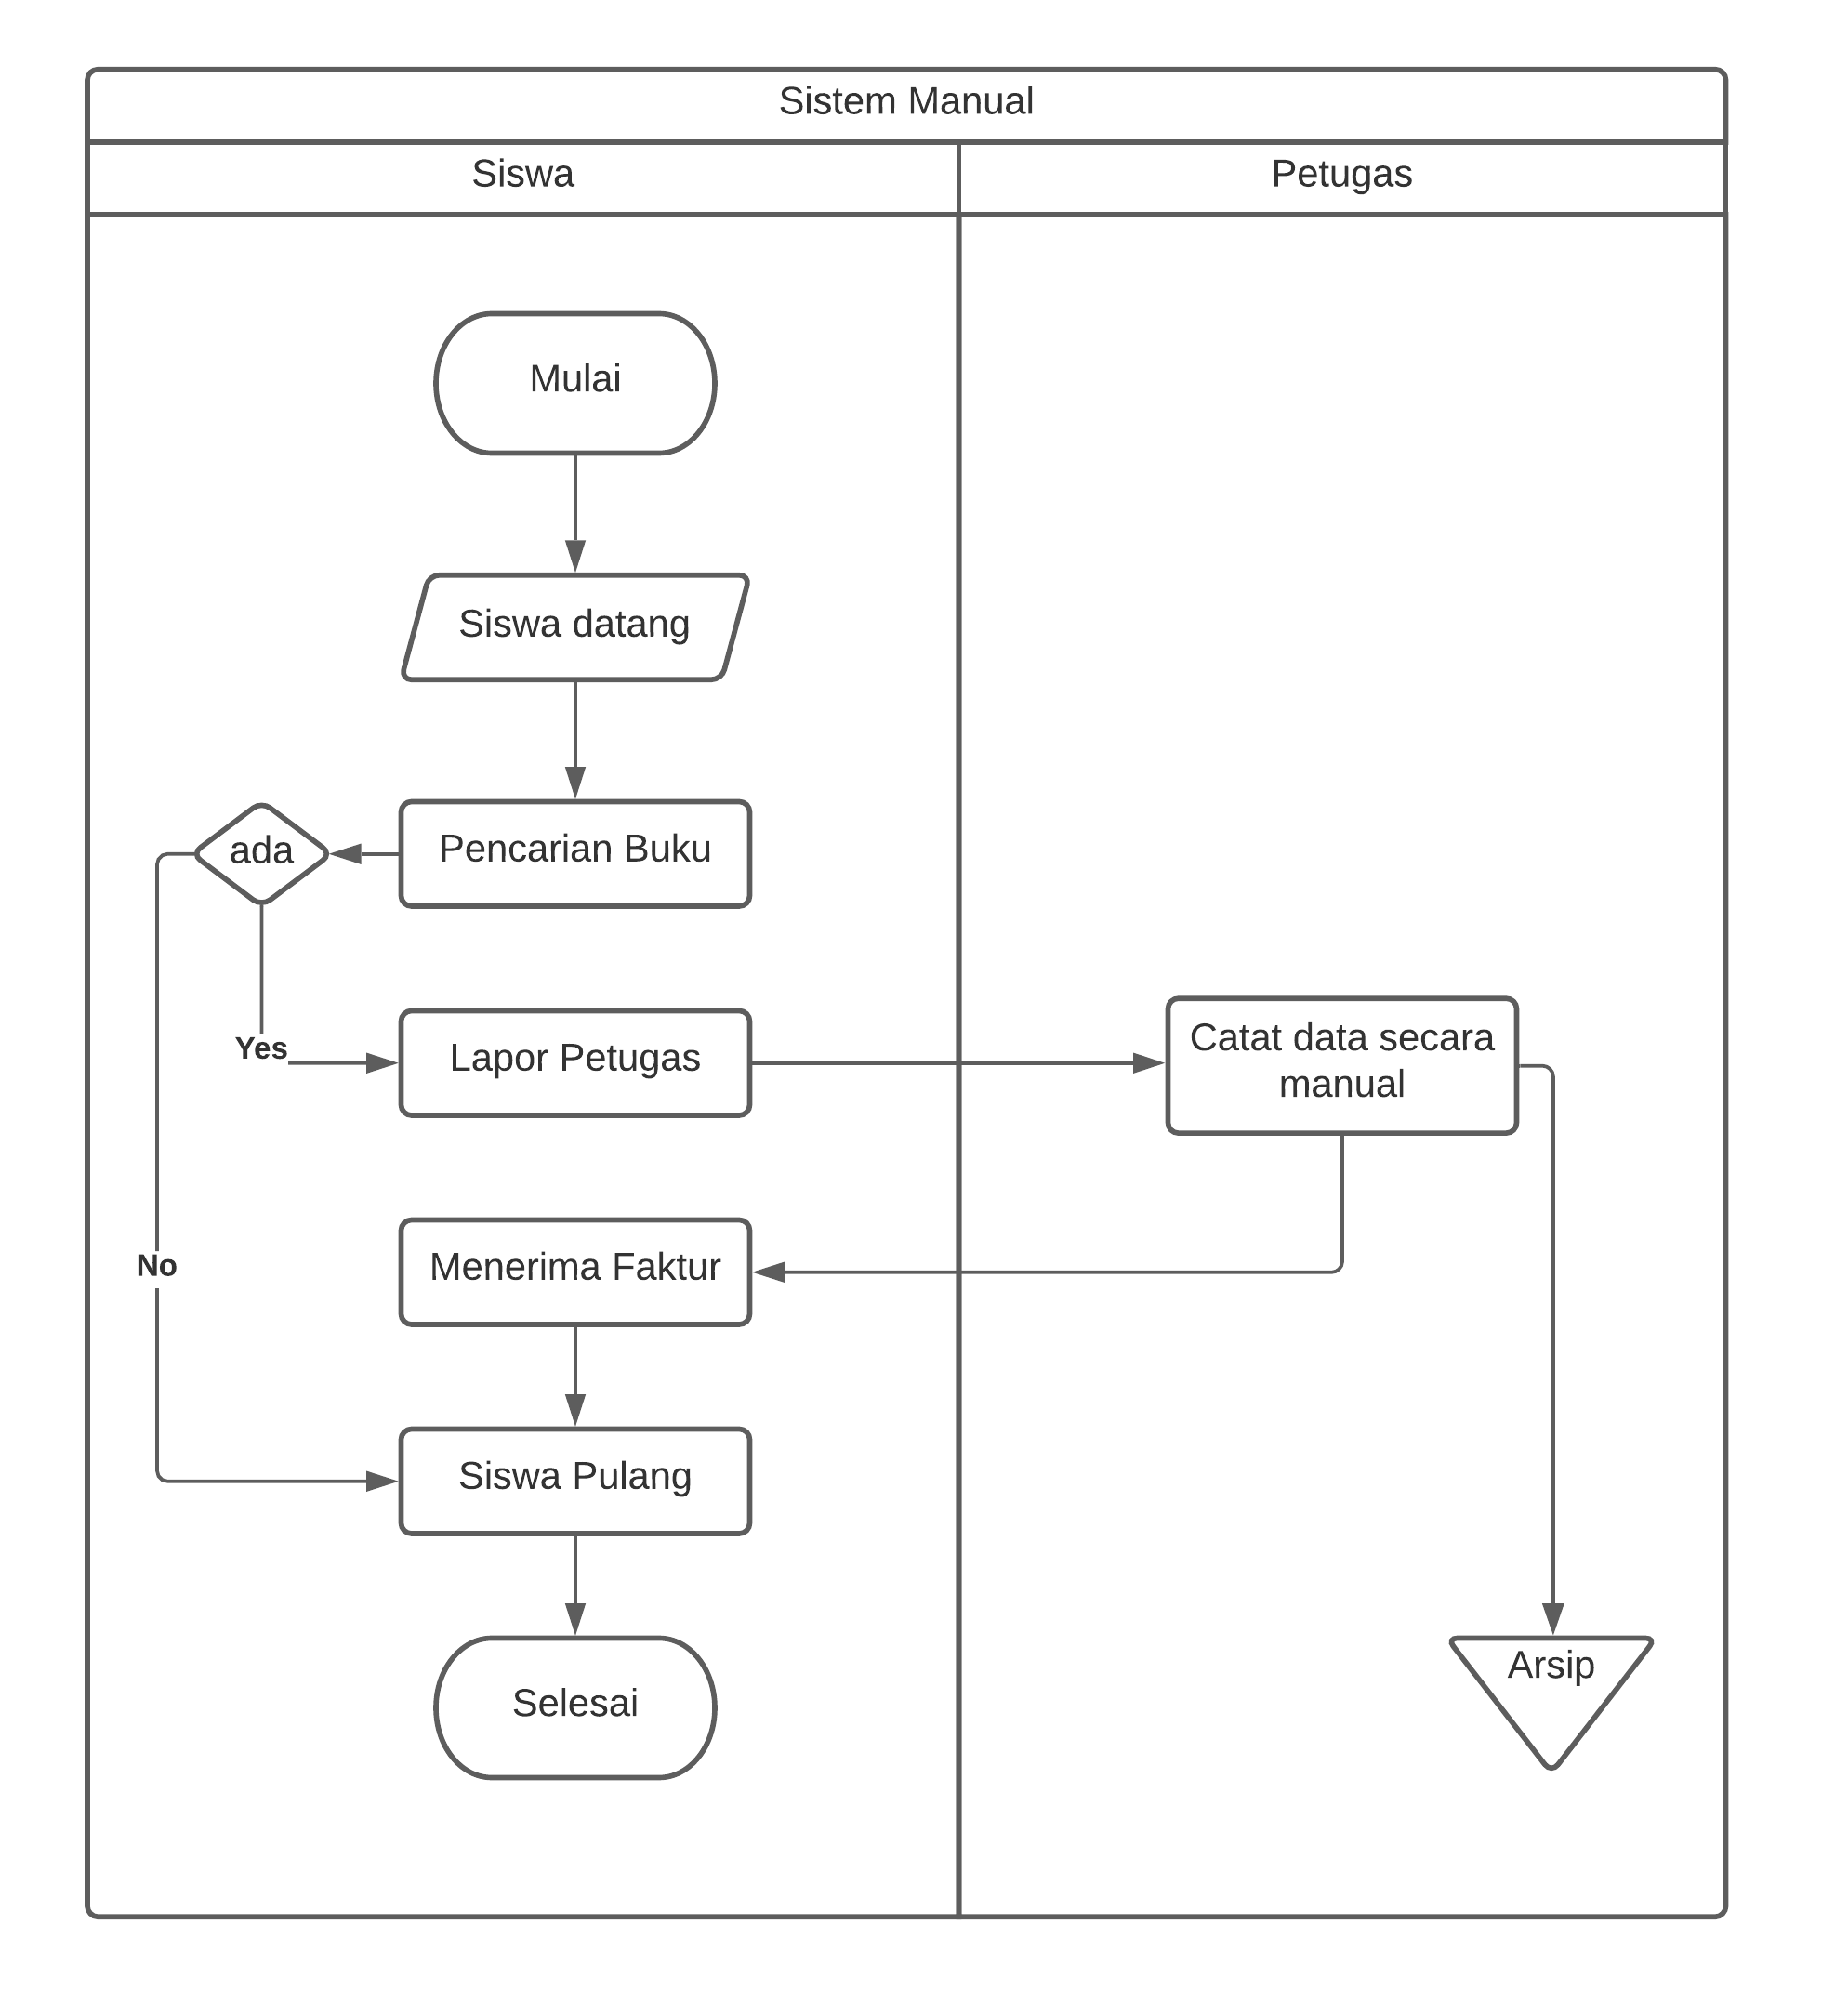 Sistem Manual
Siswa
Petugas
Mulai
Siswa datang
Pencarian Buku
ada
Yes
Lapor Petugas
Catat data secara
manual
No
Menerima Faktur
Siswa Pulang
Selesai
Arsip